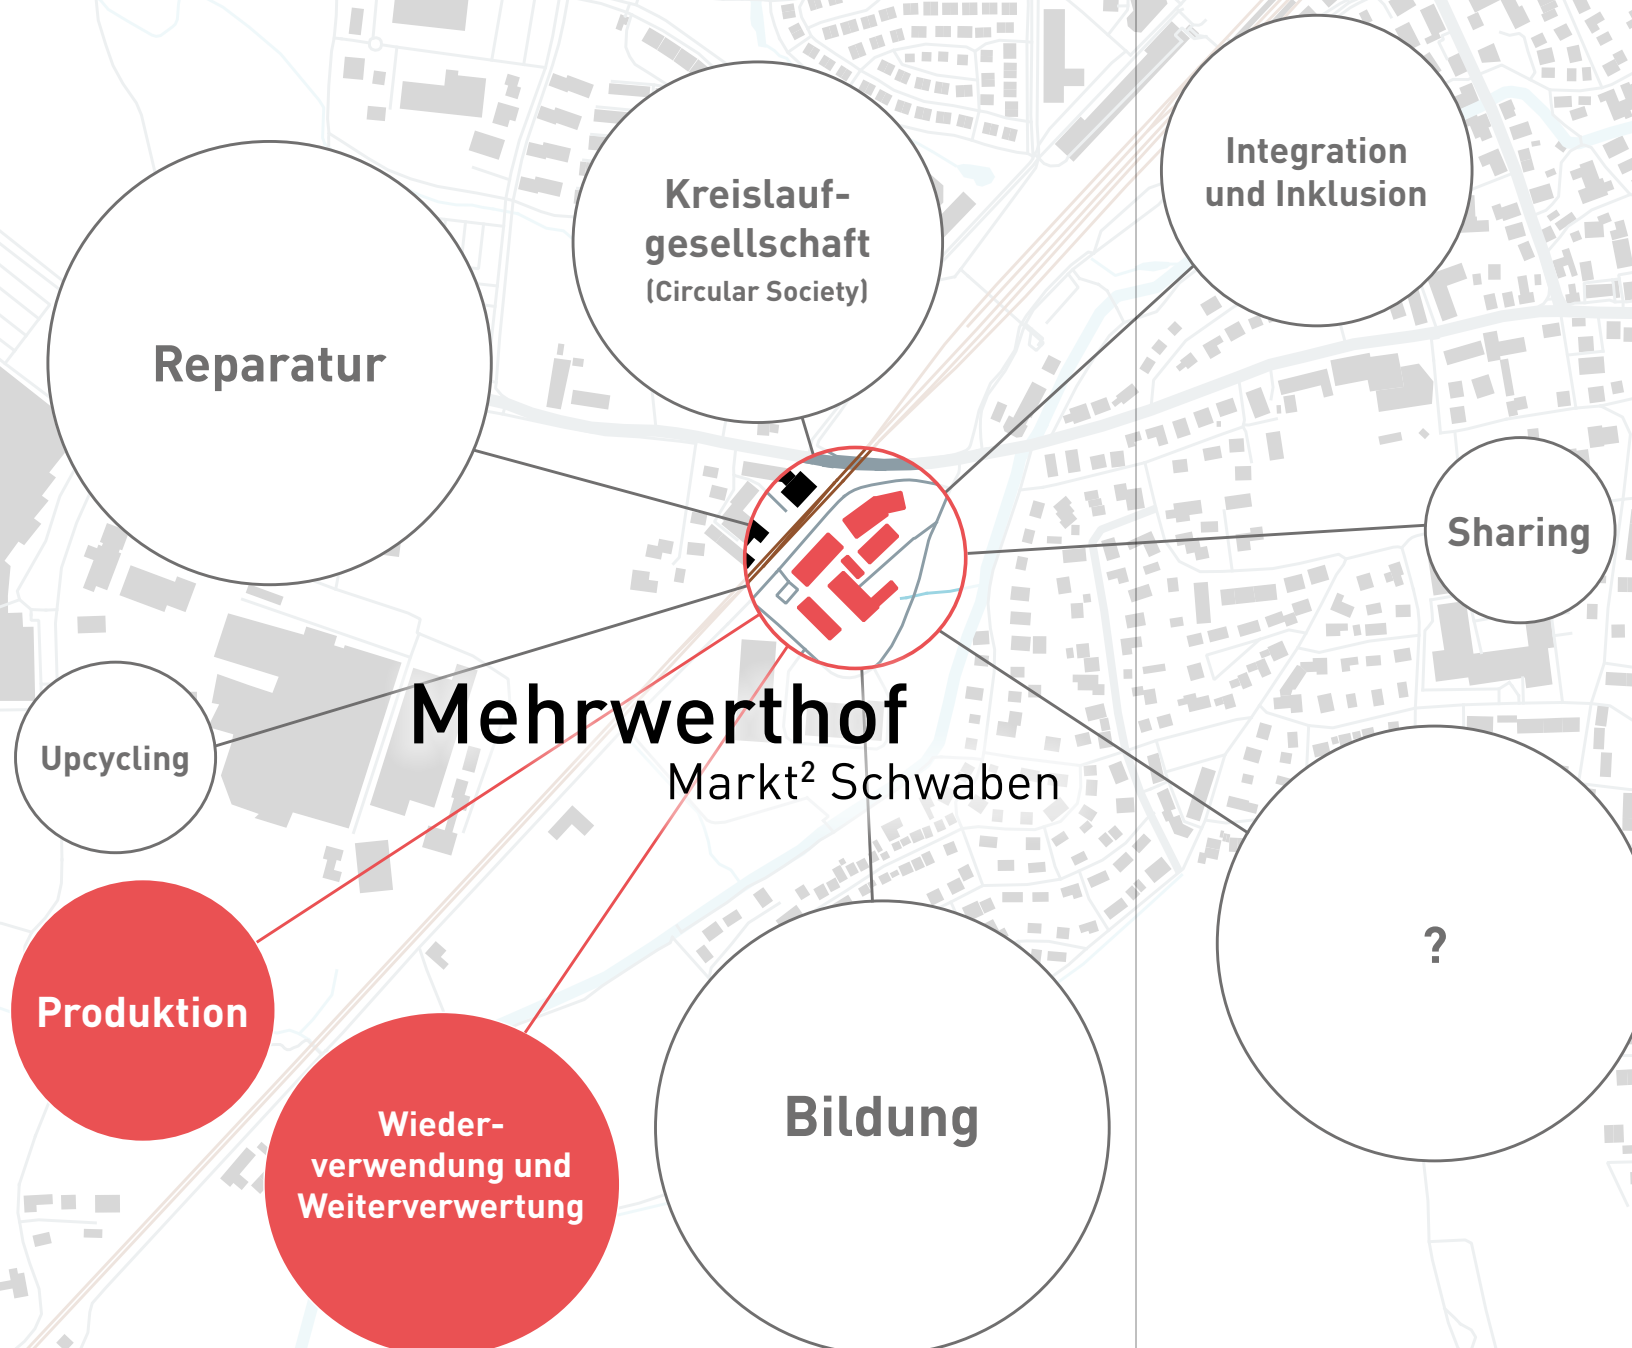 Integration
und Inklusion
Kreislauf-
gesellschaft
(Circular Society)
Reparatur
Sharing
Mehrwerthof
Markt² Schwaben
Upcycling
?
Produktion
Wieder-
verwendung und
Weiterverwertung
Bildung